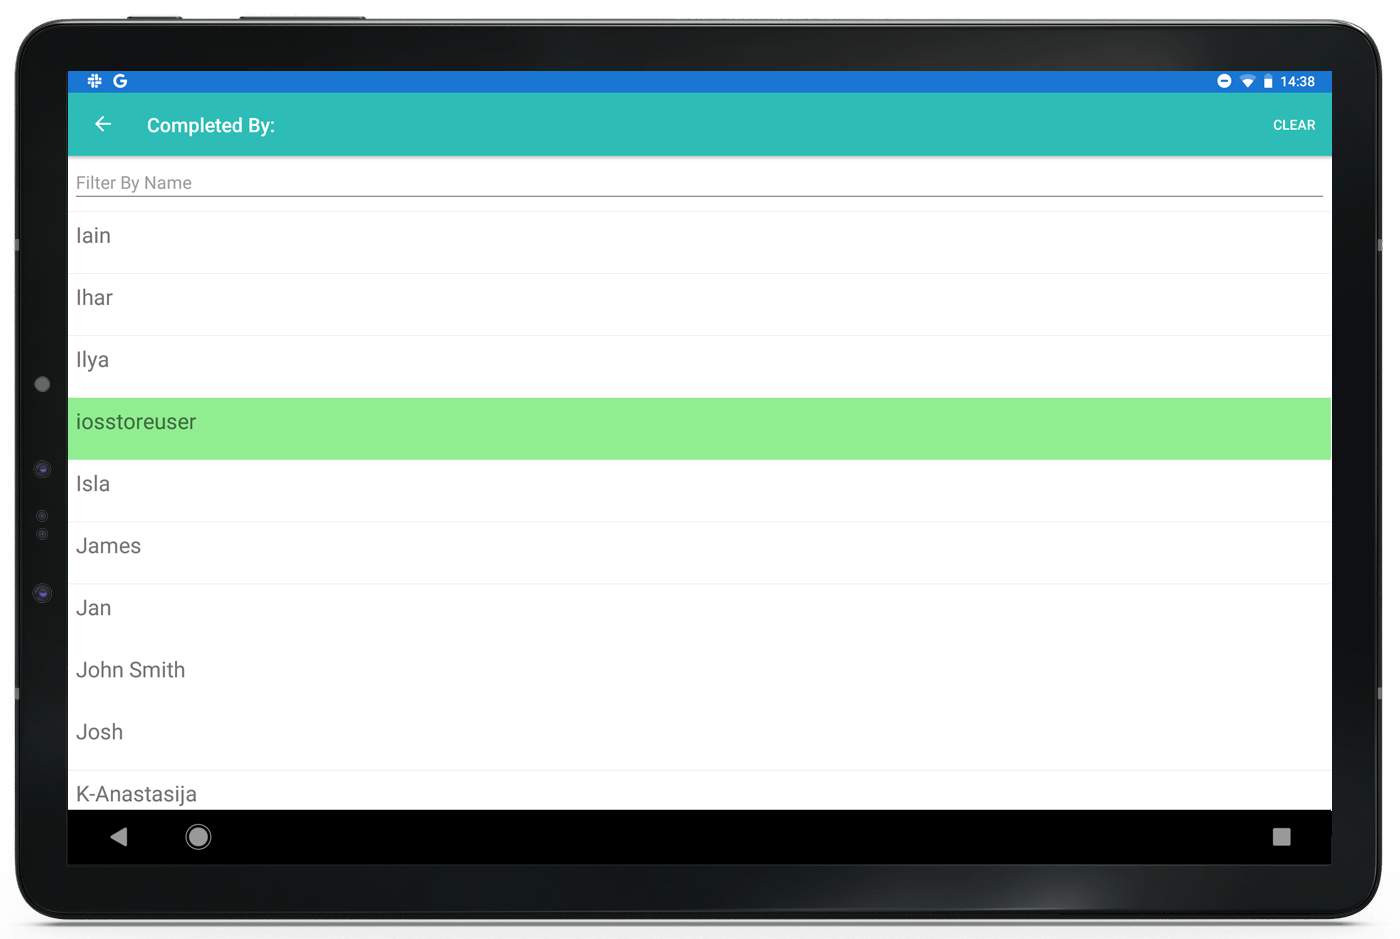 14:38
Completed By:
CLEAR
Filter By Name
Iain
Ihar
Ilya
iosstoreuser
Isla
James
Jan
John Smith
Josh
K-Anastasija